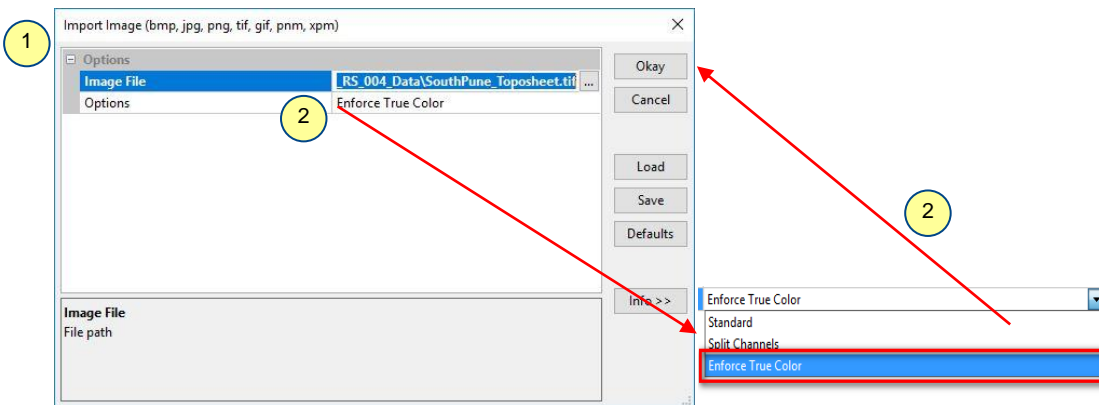 Import Image (bmp, jpg, png, tif, gif, pnm, xpm)
1
Options
Image File _RS_004_Data\SouthPune_Toposheet.tif ...
Options Enforce True Color
2
Okay
Cancel
Load
Save
Defaults
Info >>
2
Image File
File path
Enforce True Color
Standard
Split Channels
Enforce True Color